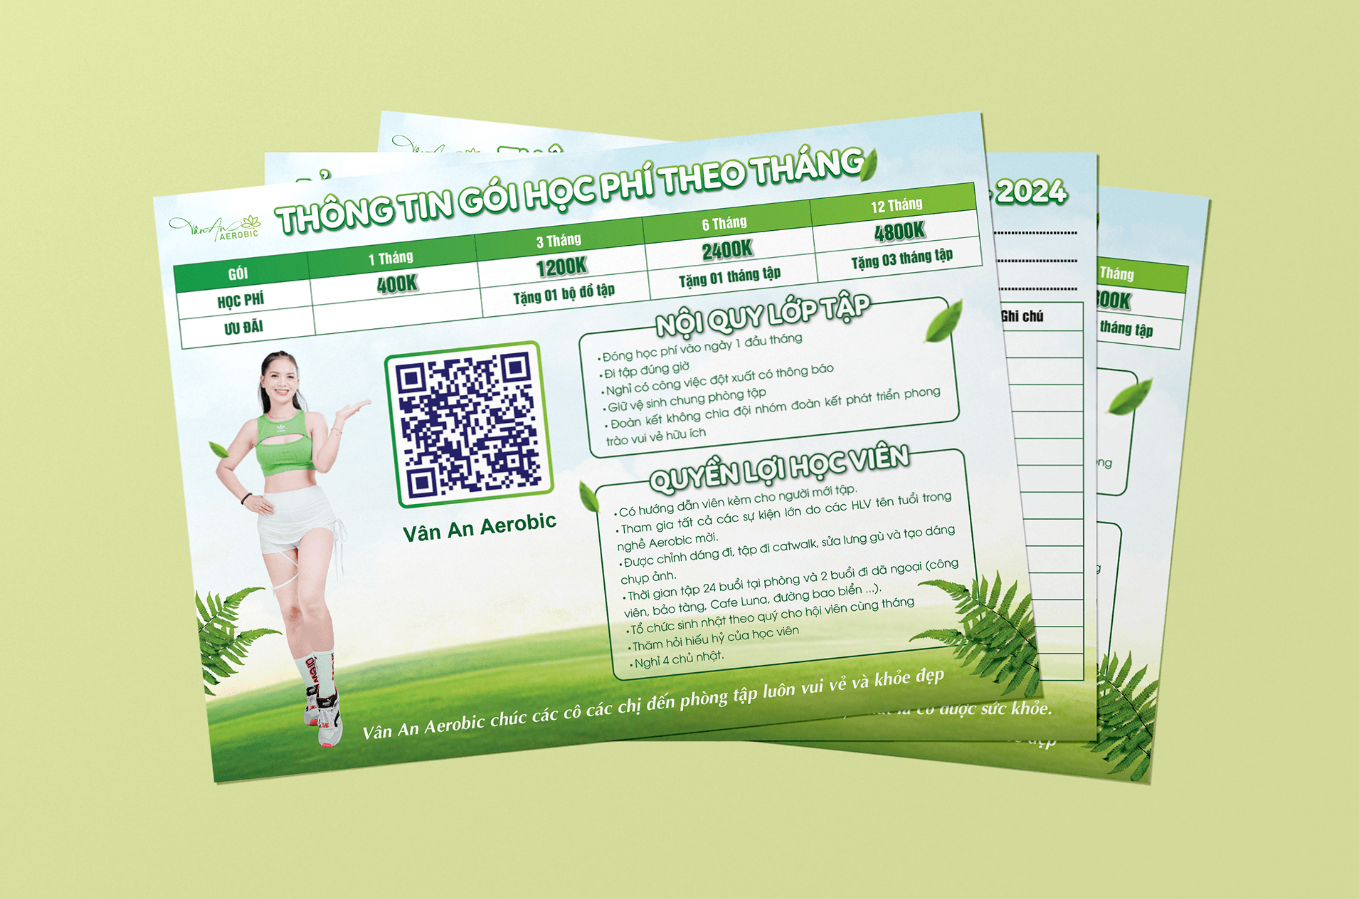 Vân An
AEROBIC
THÔNG TIN GÓI HỌC PHÍ THEO THÁNG
GÓI 1 Tháng 3 Tháng 6 Tháng 12 Tháng
HỌC PHÍ 400K 1200K 2400K 4800K
ƯU ĐÃI Tặng 01 bộ đồ tập Tặng 01 tháng tập Tặng 03 tháng tập
Vân An Aerobic
NỘI QUY LỚP TẬP
• Đóng học phí vào ngày 1 đầu tháng
• Đi tập đúng giờ
• Nghỉ có công việc đột xuất có thông báo
• Giữ vệ sinh chung phòng tập
• Đoàn kết không chia đội nhóm đoàn kết phát triển phong
trào vui vẻ hữu ích
QUYỀN LỢI HỌC VIÊN
• Có hướng dẫn viên kèm cho người mới tập.
• Tham gia tất cả các sự kiện lớn do các HLV tên tuổi trong
nghề Aerobic mời.
• Được chỉnh dáng đi, tập đi catwalk, sửa lưng gù và tạo dáng
chụp ảnh.
• Thời gian tập 24 buổi tại phòng và 2 buổi đi dã ngoại (công
viên, bảo tàng, Cafe Luna, đường bao biển ...).
• Tổ chức sinh nhật theo quý cho hội viên cùng tháng
• Thăm hỏi hiếu hỷ của học viên
• Nghỉ 4 chủ nhật.
Vân An Aerobic chúc các cô các chị đến phòng tập luôn vui vẻ và khỏe đẹp
2024
Ghi chú
có được sức khỏe.
Tháng
00K
tháng tập